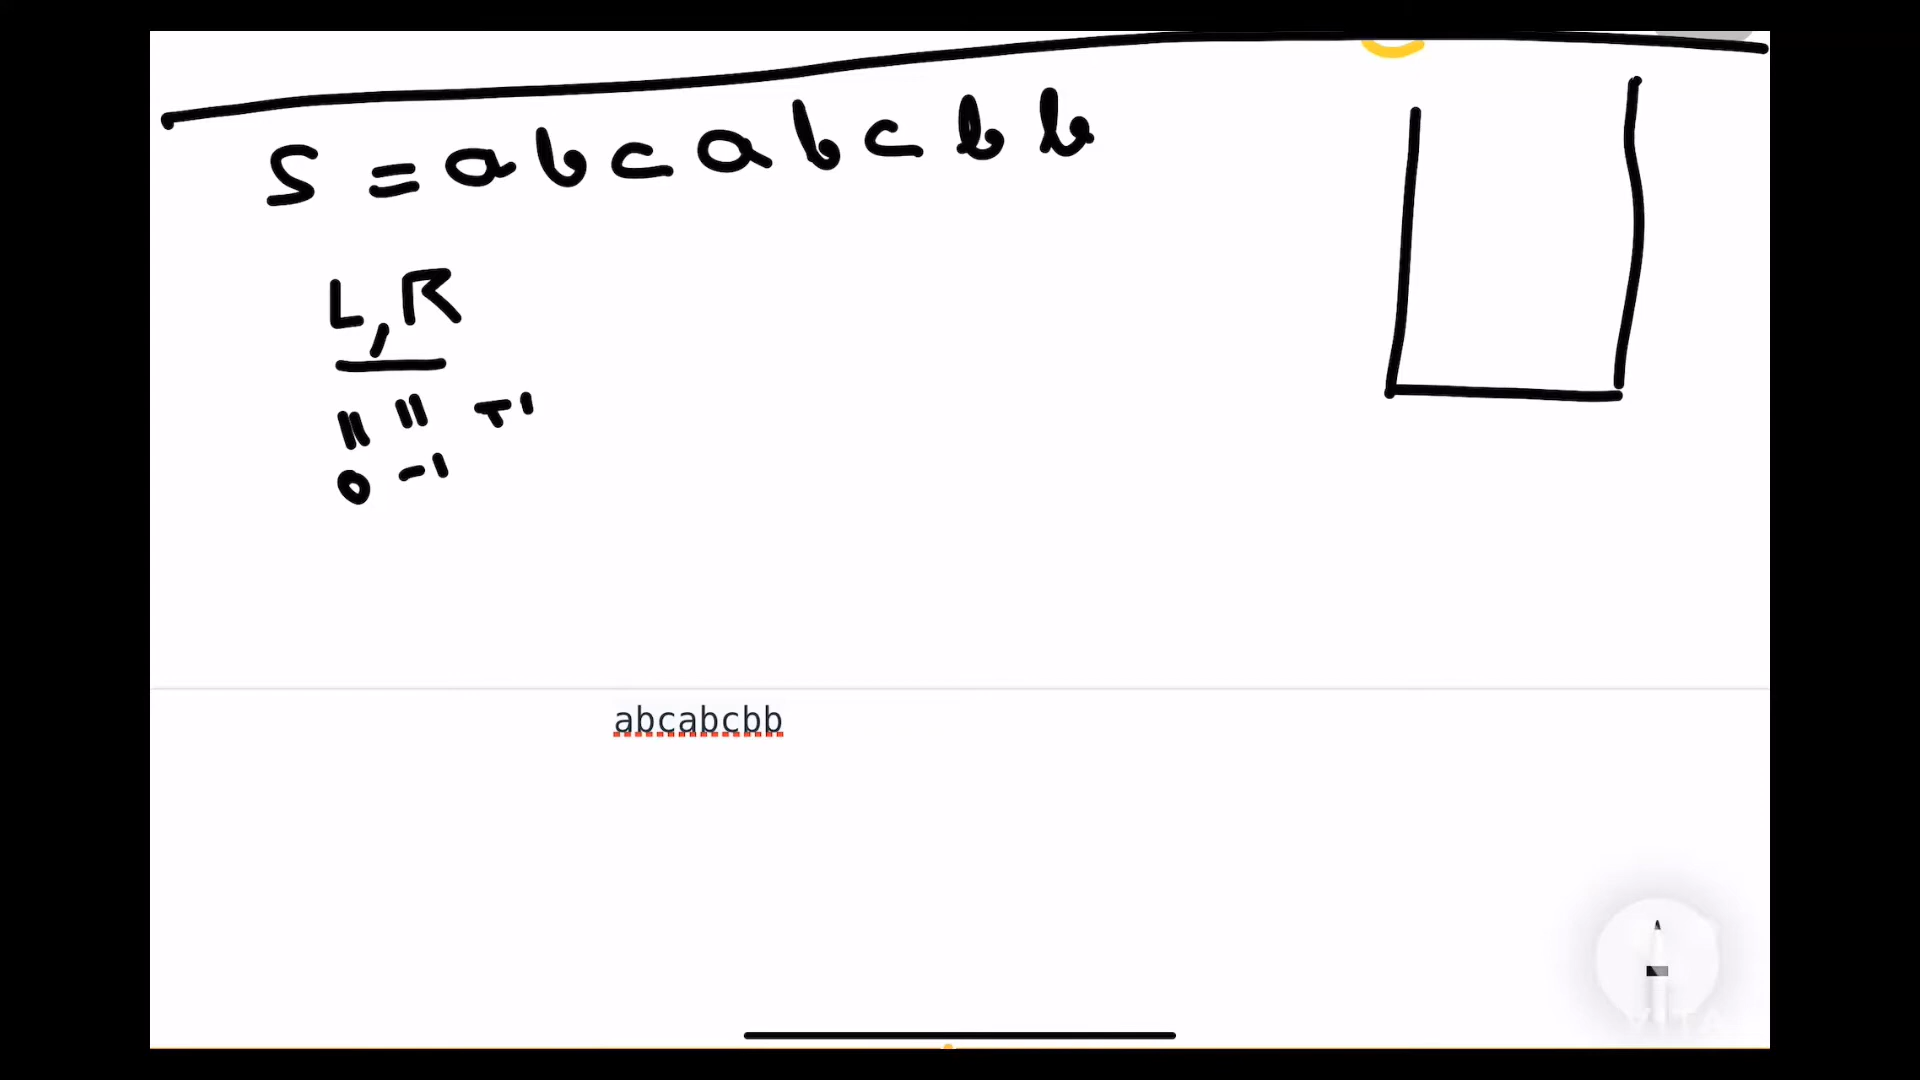 S = abcabcbb
L,R
" "
0 -1
abcabcbb